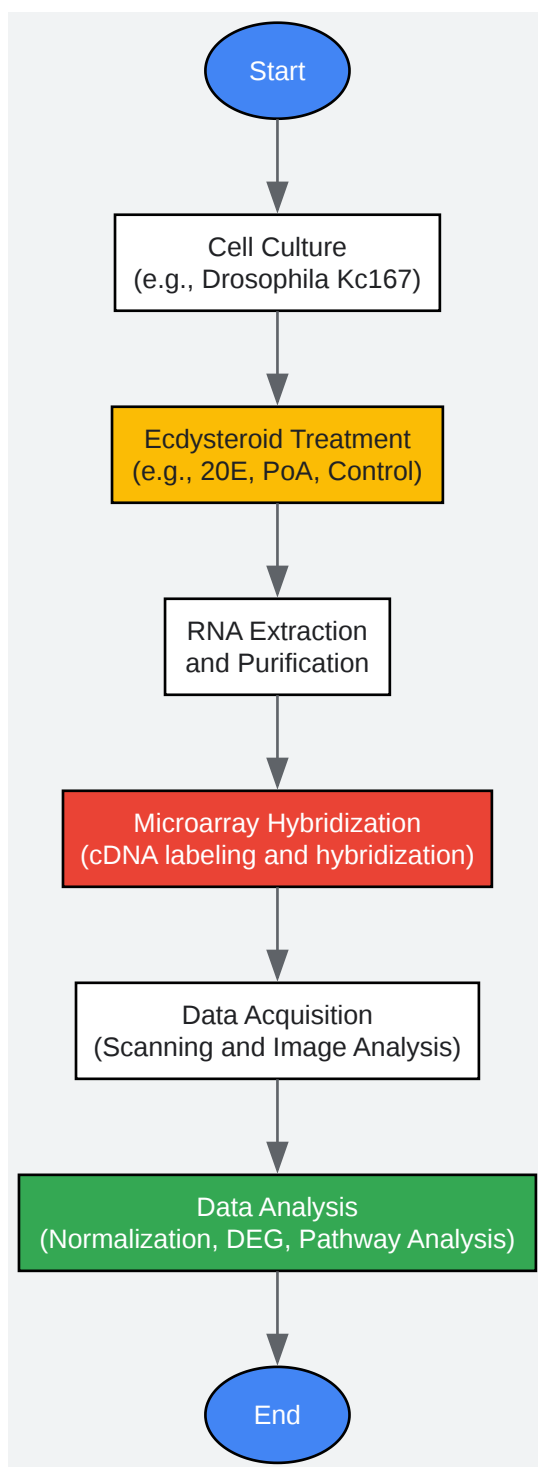 Start
Cell Culture
(e.g., Drosophila Kc167)
Ecdysteroid Treatment
(e.g., 20E, PoA, Control)
RNA Extraction
and Purification
Microarray Hybridization
(cDNA labeling and hybridization)
Data Acquisition
(Scanning and Image Analysis)
Data Analysis
(Normalization, DEG, Pathway Analysis)
End